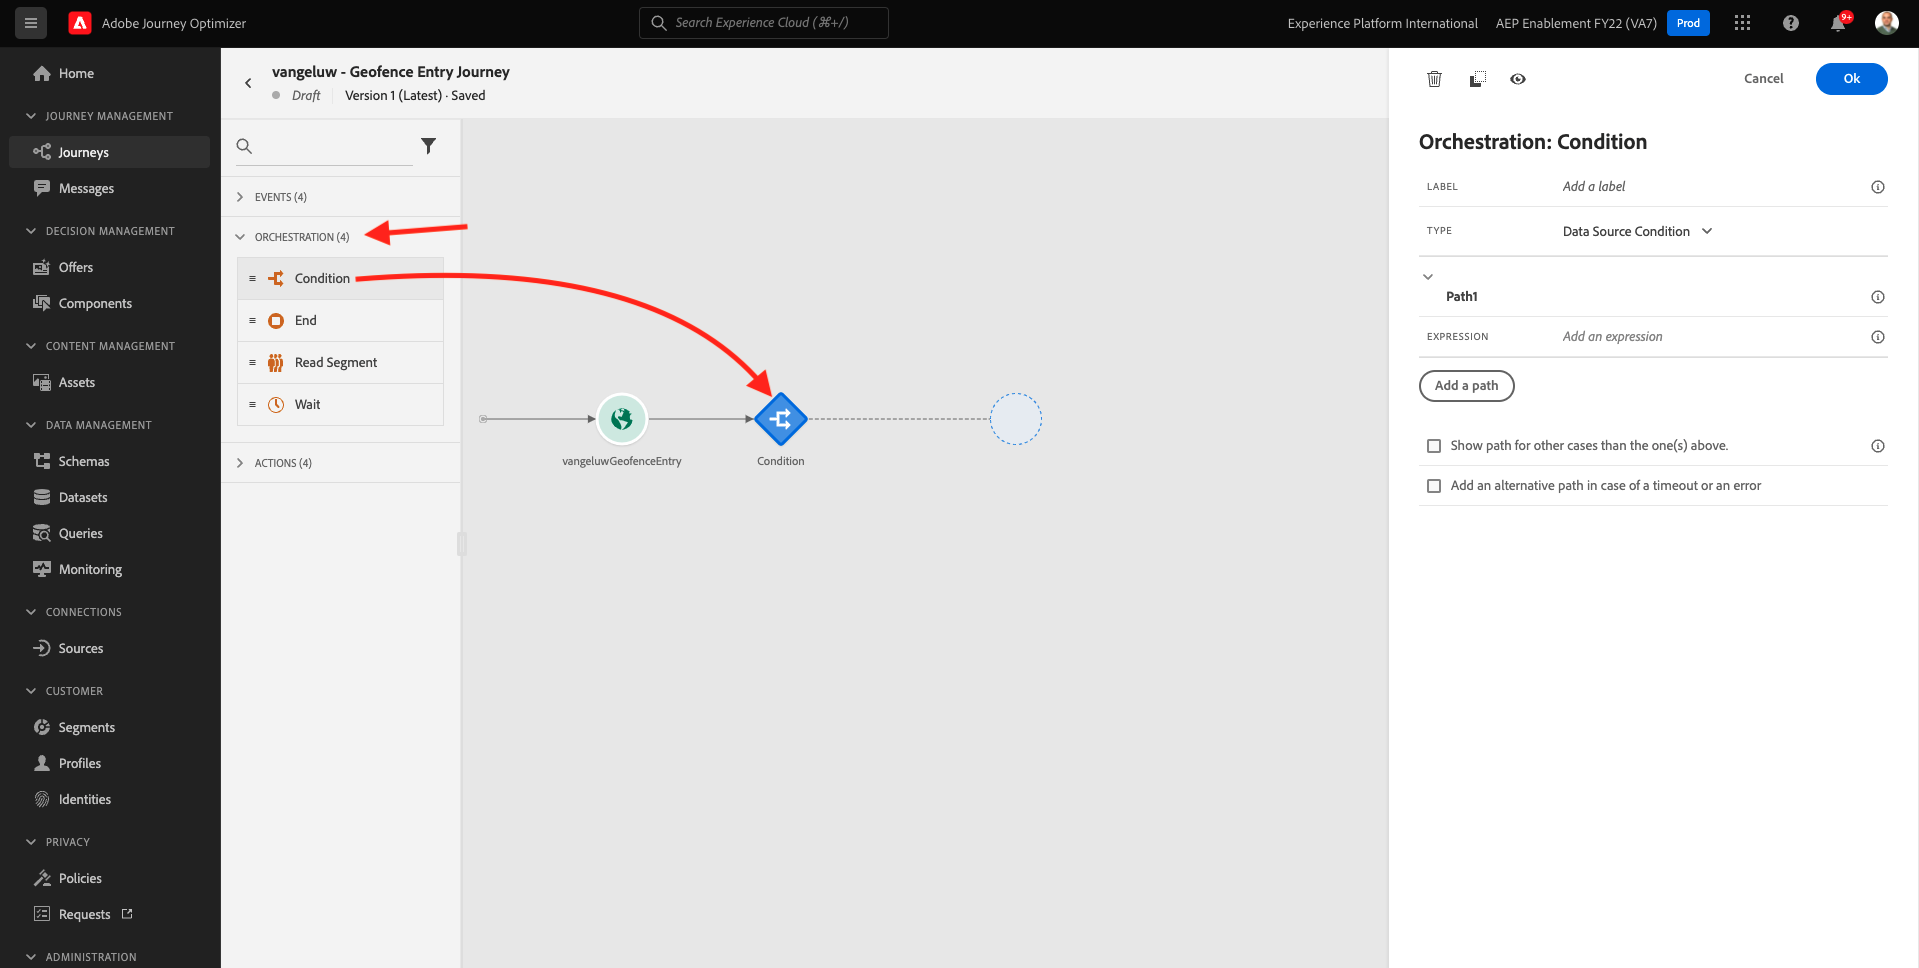 Adobe Journey Optimizer
Search Experience Cloud (⌘+/)
Experience Platform International
AEP Enablement FY22 (VA7)
Prod
9+
Home
JOURNEY MANAGEMENT
Journeys
Messages
DECISION MANAGEMENT
Offers
Components
CONTENT MANAGEMENT
Assets
DATA MANAGEMENT
Schemas
Datasets
Queries
Monitoring
CONNECTIONS
Sources
CUSTOMER
Segments
Profiles
Identities
PRIVACY
Policies
Requests
ADMINISTRATION
vangeluw - Geofence Entry Journey
Draft
Version 1 (Latest) · Saved
EVENTS (4)
ORCHESTRATION (4)
Condition
End
Read Segment
Wait
ACTIONS (4)
vangeluwGeofenceEntry
Condition
Cancel
Ok
Orchestration: Condition
LABEL Add a label
TYPE Data Source Condition
Path1
EXPRESSION Add an expression
Add a path
Show path for other cases than the one(s) above.
Add an alternative path in case of a timeout or an error